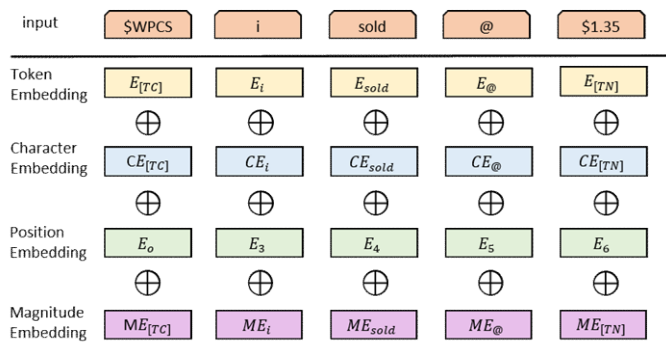 input $WPCS i sold @ $1.35
Token
Embedding E[TC] Ei Esold E@ E[TN]
⊕ ⊕ ⊕ ⊕ ⊕
Character
Embedding CE[TC] CEi CEsold CE@ CE[TN]
⊕ ⊕ ⊕ ⊕ ⊕
Position
Embedding Eo E3 E4 E5 E6
⊕ ⊕ ⊕ ⊕ ⊕
Magnitude
Embedding ME[TC] MEi MEsold ME@ ME[TN]